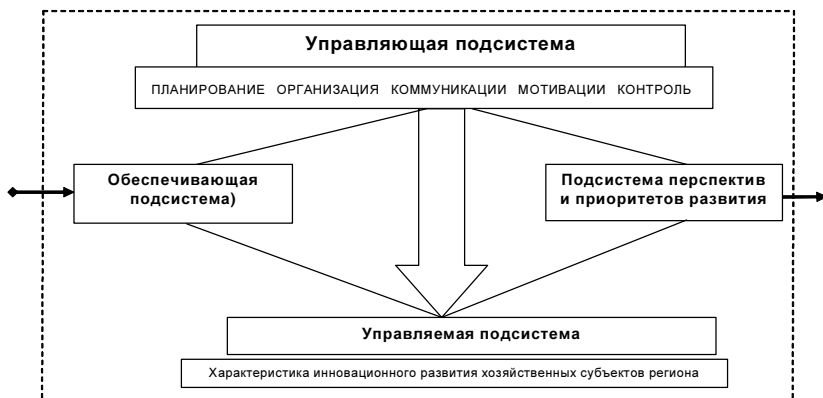 Управляющая подсистема
ПЛАНИРОВАНИЕ ОРГАНИЗАЦИЯ КОММУНИКАЦИИ МОТИВАЦИИ КОНТРОЛЬ
Обеспечивающая
подсистема)
Подсистема перспектив
и приоритетов развития
Управляемая подсистема
Характеристика инновационного развития хозяйственных субъектов региона